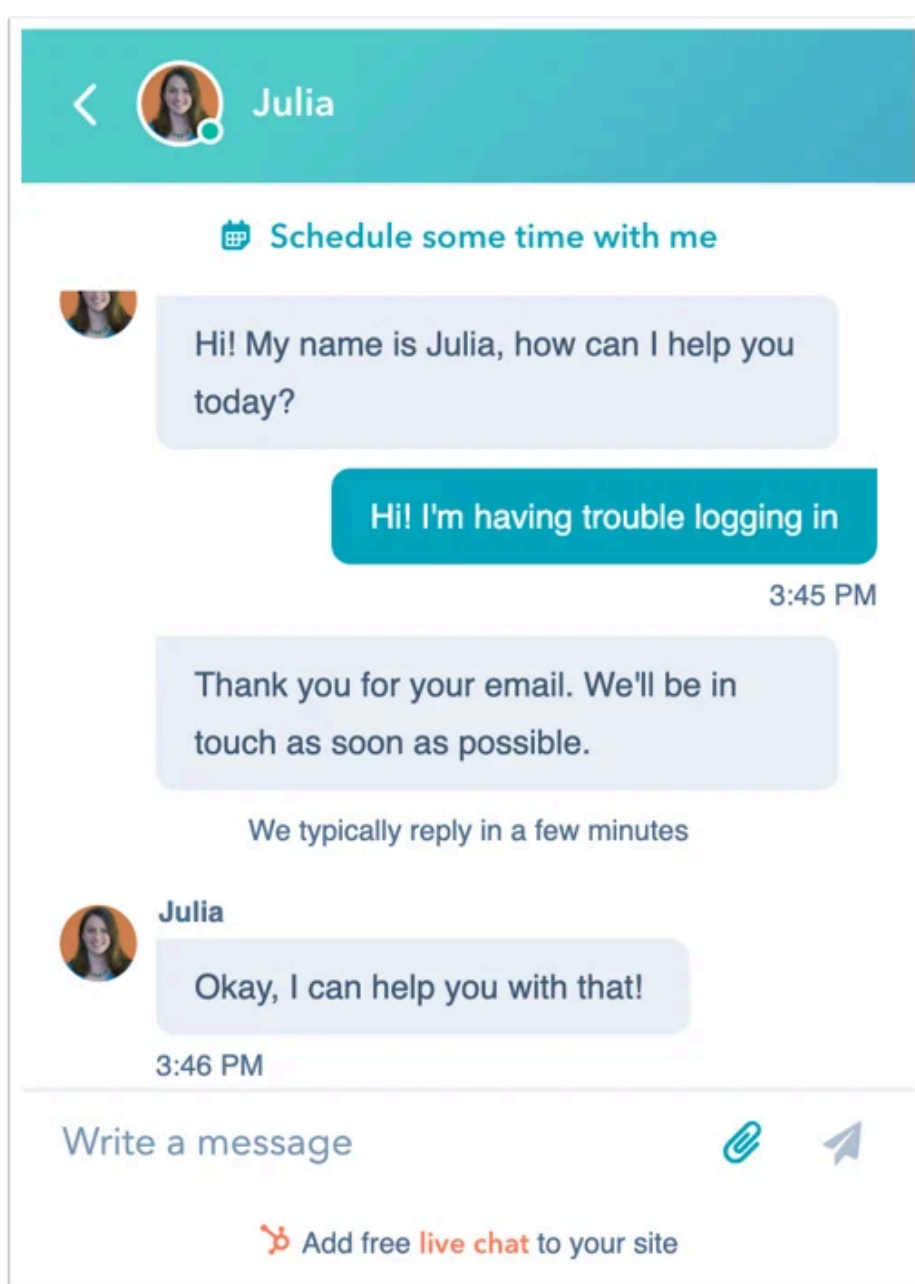 Julia
Schedule some time with me
Hi! My name is Julia, how can I help you
today?
Hi! I'm having trouble logging in
3:45 PM
Thank you for your email. We'll be in
touch as soon as possible.
We typically reply in a few minutes
Julia
Okay, I can help you with that!
3:46 PM
Write a message
Add free live chat to your site